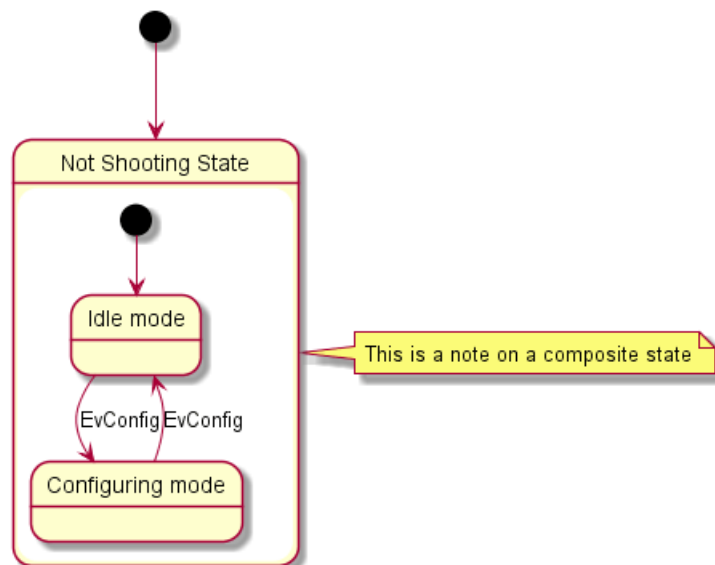 Not Shooting State
Idle mode
This is a note on a composite state
EvConfig
EvConfig
Configuring mode